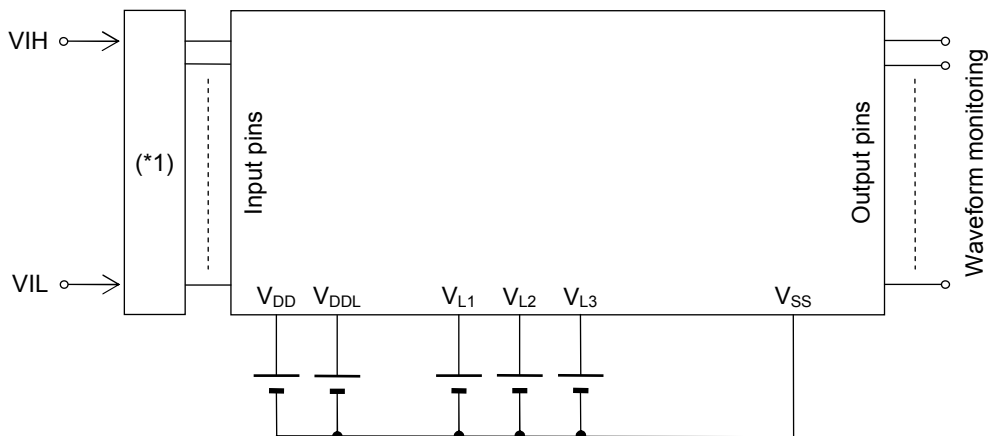 VIH
(*1)
VIL
Input pins
Output pins
Waveform monitoring
VDD
VDDL
VL1
VL2
VL3
VSS